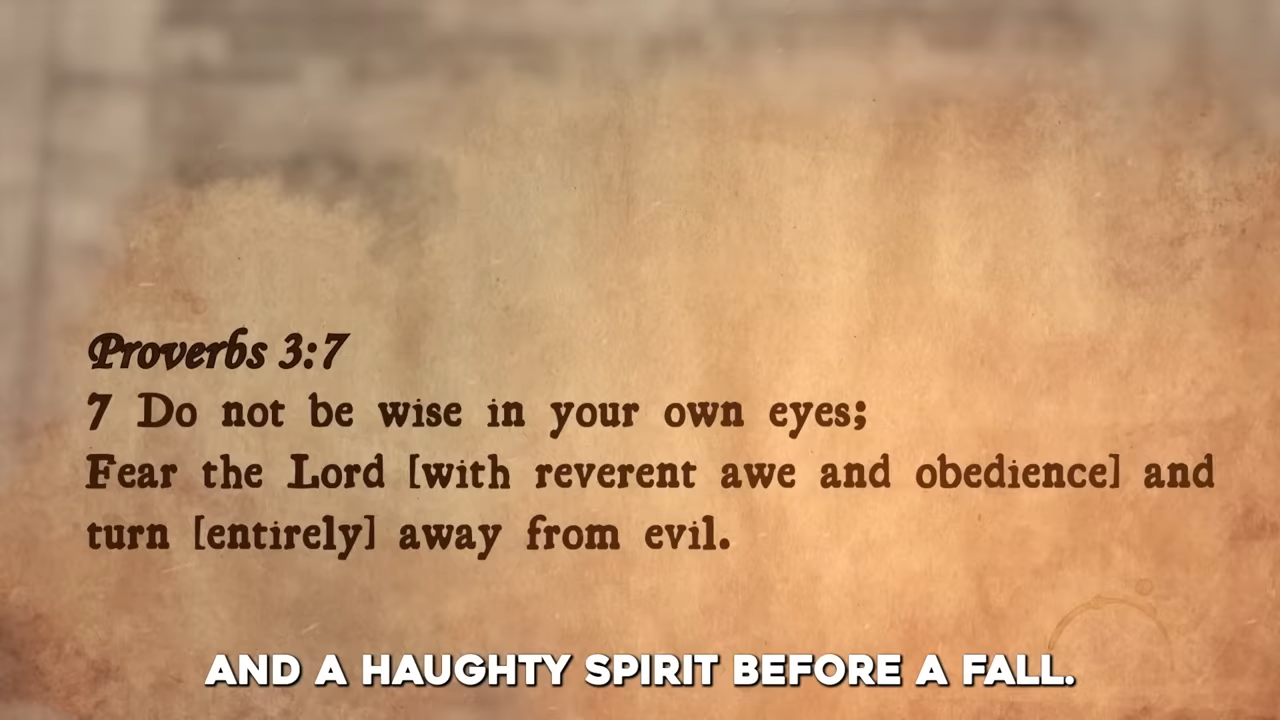 Proverbs 3:7
7 Do not be wise in your own eyes;
Fear the Lord [with reverent awe and obedience] and
turn [entirely] away from evil.
AND A HAUGHTY SPIRIT BEFORE A FALL.